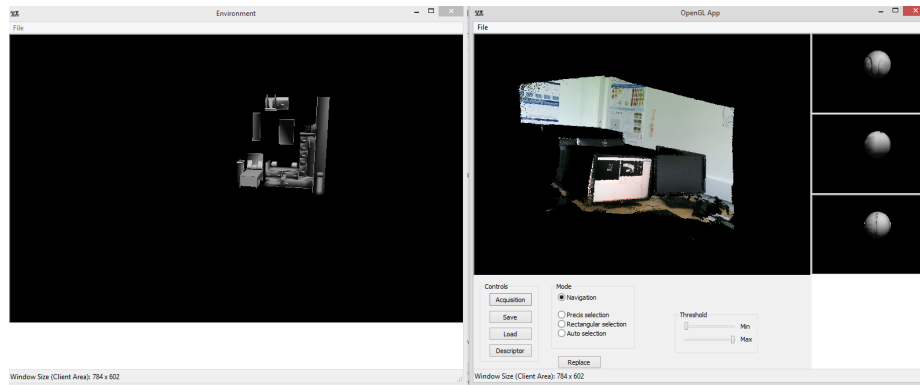 Environment
File
Window Size (Client Area): 784 x 602
OpenGL App
File
Controls
Acquisition
Save
Load
Descriptor
Mode
Navigation
Precis selection
Rectangular selection
Auto selection
Replace
Threshold
Min
Max
Window Size (Client Area): 784 x 602